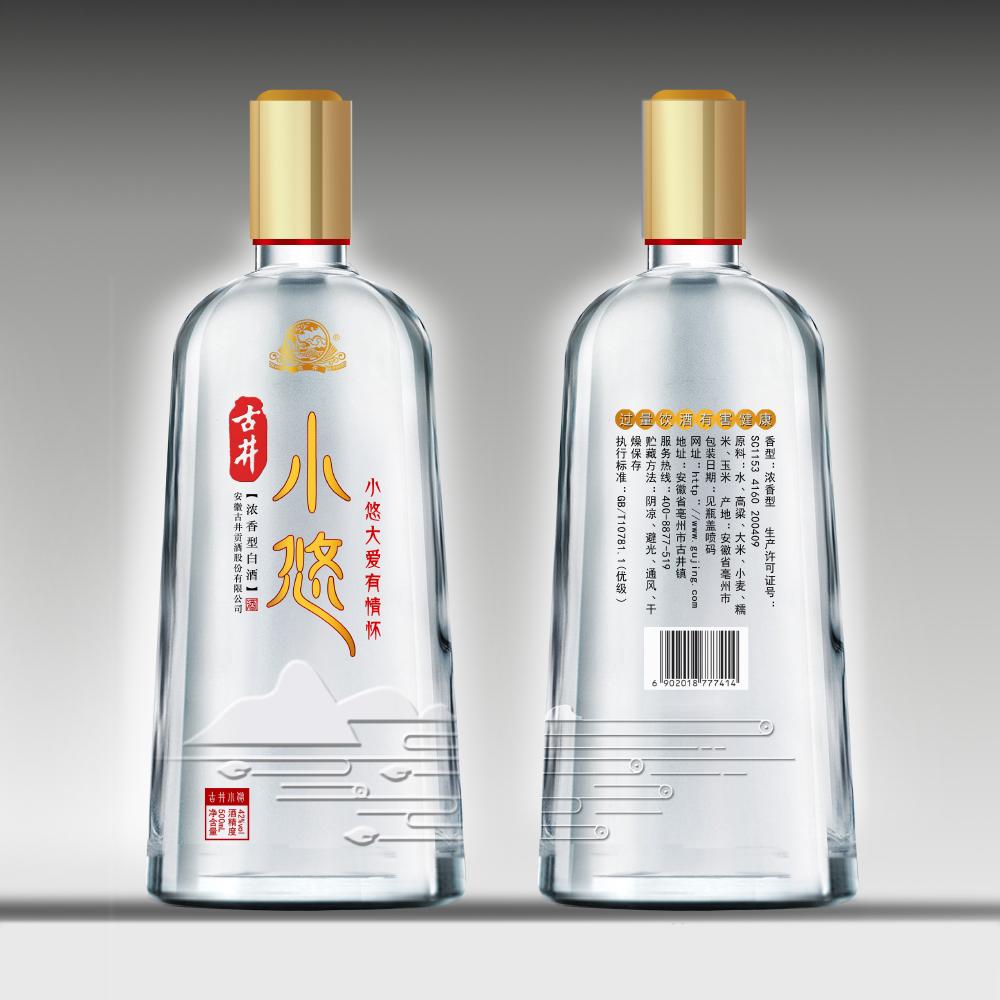 ®
古井
小悠
小悠大爱有情怀
【浓香型白酒】
安徽古井贡酒股份有限公司
古井小悠
42%vol
酒精度
500mL
净含量
过量饮酒有害健康
香型：浓香型 生产许可证号：
SC1153 4160 200409
原料：水、高粱、大米、小麦、糯
米、玉米 产地：安徽省亳州市
包装日期：见瓶盖喷码
网址：http://www.gujing.com
地址：安徽省亳州市古井镇
服务热线：400-8877-519
贮藏方法：阴凉、避光、通风、干
燥保存
执行标准：GB/T10781.1(优级)
6 902018 777414